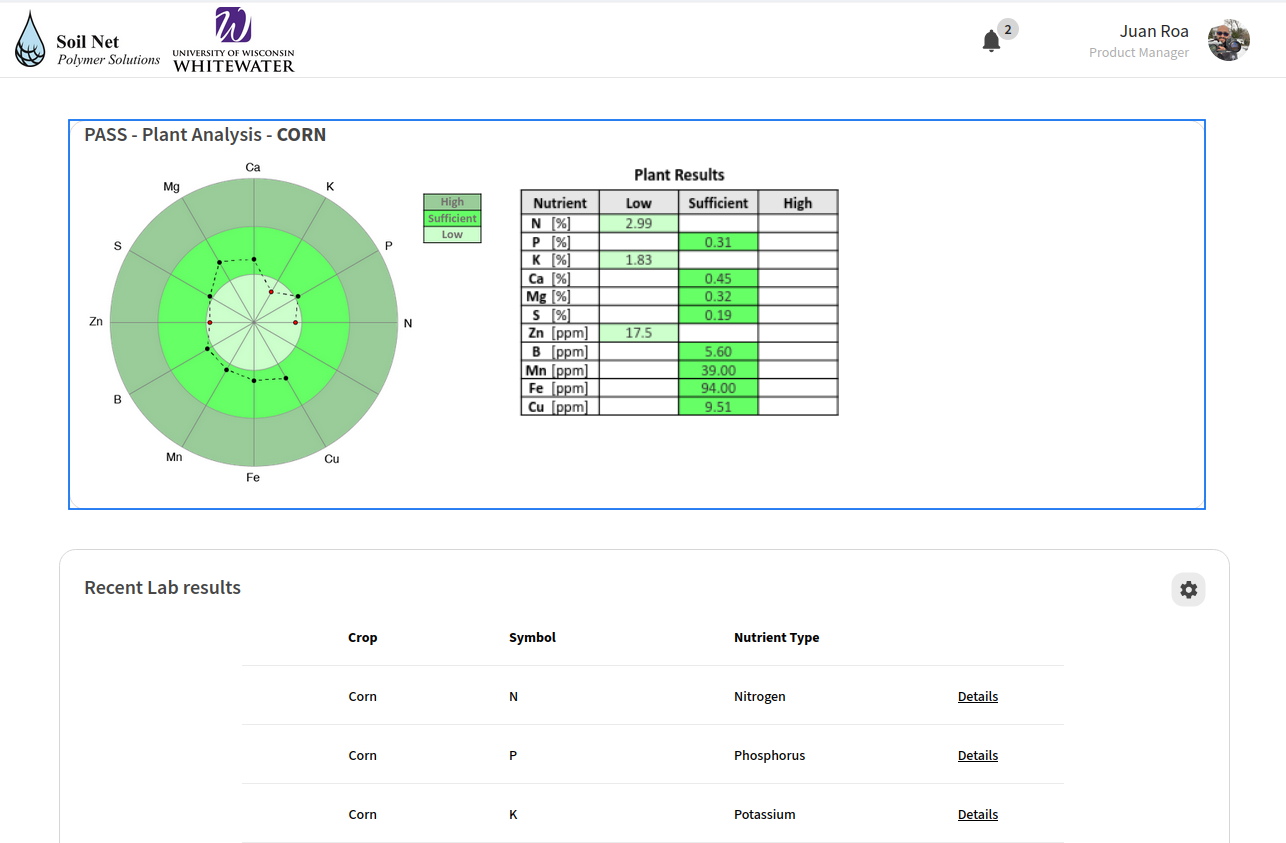 Soil Net
Polymer Solutions
W
UNIVERSITY OF WISCONSIN
WHITEWATER
2
Juan Roa
Product Manager
PASS - Plant Analysis - CORN
Ca
K
P
N
Cu
Fe
Mn
B
Zn
S
Mg
High
Sufficient
Low
Plant Results
Nutrient Low Sufficient High
N [%] 2.99
P [%] 0.31
K [%] 1.83
Ca [%] 0.45
Mg [%] 0.32
S [%] 0.19
Zn [ppm] 17.5
B [ppm] 5.60
Mn [ppm] 39.00
Fe [ppm] 94.00
Cu [ppm] 9.51
Recent Lab results
Crop Symbol Nutrient Type
Corn N Nitrogen Details
Corn P Phosphorus Details
Corn K Potassium Details